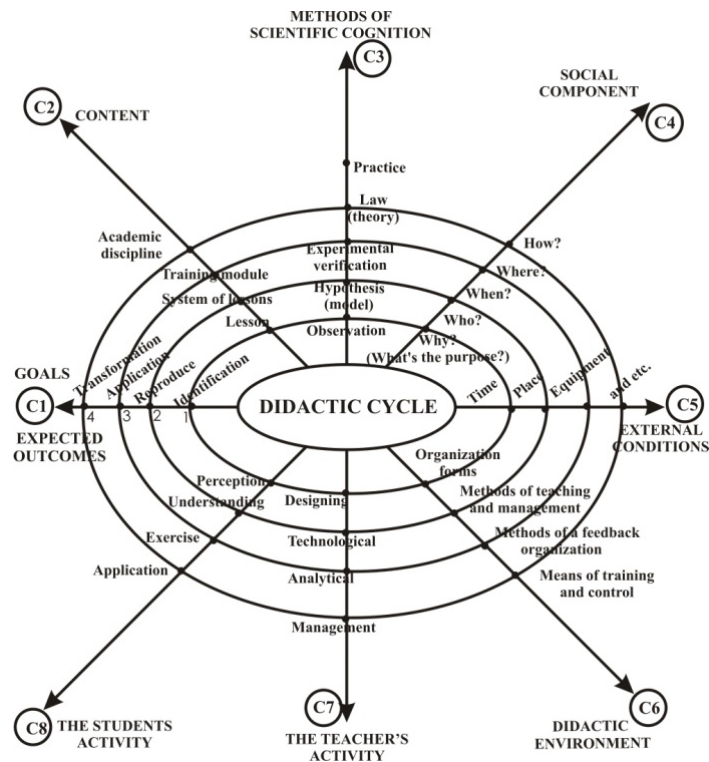 METHODS OF
SCIENTIFIC COGNITION
C3
SOCIAL
COMPONENT
C4
C2
CONTENT
Practice
Law
(theory)
Academic
discipline
How?
Experimental
verification
Training module
Where?
Hypothesis
(model)
System of lessons
When?
Lesson
Observation
Who?
Why?
(What's the purpose?)
Transformation
Application
Reproduce
Identification
Time
Place
Equipment
and etc.
GOALS
C1
EXPECTED
OUTCOMES
4
3
2
1
DIDACTIC CYCLE
C5
EXTERNAL
CONDITIONS
Perception
Understanding
Exercise
Application
Designing
Technological
Analytical
Management
Organization
forms
Methods of teaching
and management
Methods of a feedback
organization
Means of training
and control
C8
THE STUDENTS
ACTIVITY
C7
THE TEACHER'S
ACTIVITY
C6
DIDACTIC
ENVIRONMENT